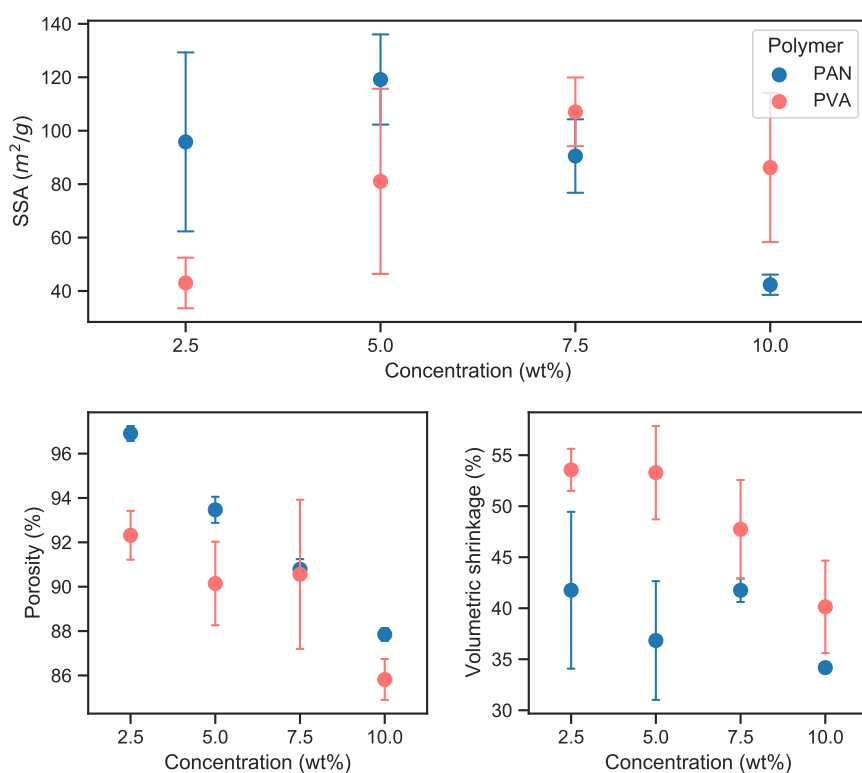 140
120
100
80
60
40
SSA (m²/g)
Polymer
PAN
PVA
2.5 5.0 7.5 10.0
Concentration (wt%)
96
94
92
90
88
86
Porosity (%)
2.5 5.0 7.5 10.0
Concentration (wt%)
55
50
45
40
35
30
Volumetric shrinkage (%)
2.5 5.0 7.5 10.0
Concentration (wt%)